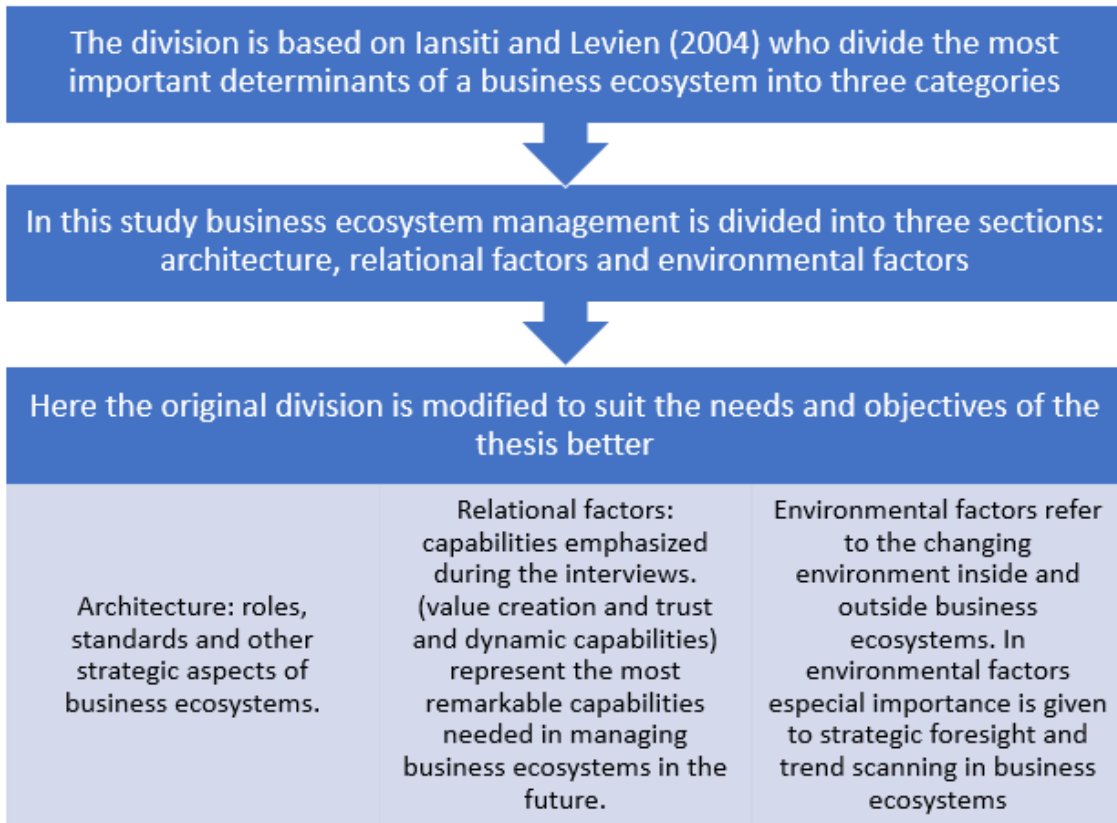 The division is based on Iansiti and Levien (2004) who divide the most
important determinants of a business ecosystem into three categories
In this study business ecosystem management is divided into three sections:
architecture, relational factors and environmental factors
Here the original division is modified to suit the needs and objectives of the
thesis better
Architecture: roles,
standards and other
strategic aspects of
business ecosystems.
Relational factors:
capabilities emphasized
during the interviews.
(value creation and trust
and dynamic capabilities)
represent the most
remarkable capabilities
needed in managing
business ecosystems in the
future.
Environmental factors refer
to the changing
environment inside and
outside business
ecosystems. In
environmental factors
especial importance is given
to strategic foresight and
trend scanning in business
ecosystems